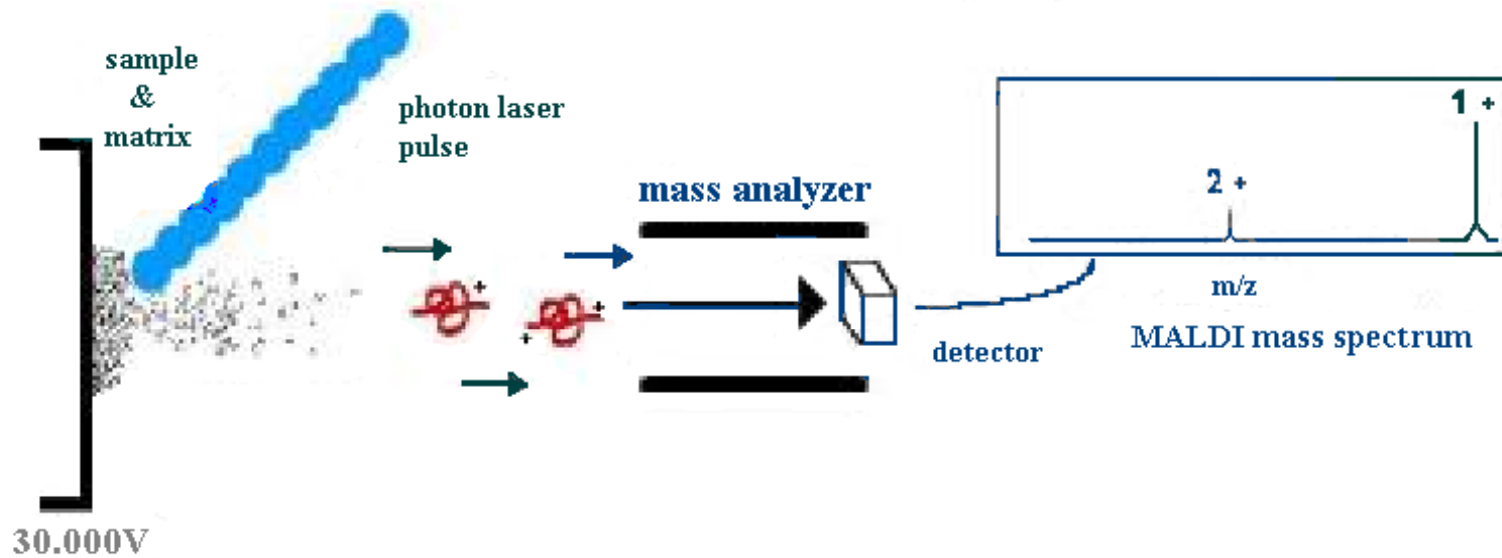 sample
&
matrix
photon laser
pulse
mass analyzer
1 +
2 +
+
+
+
m/z
MALDI mass spectrum
detector
30.000V